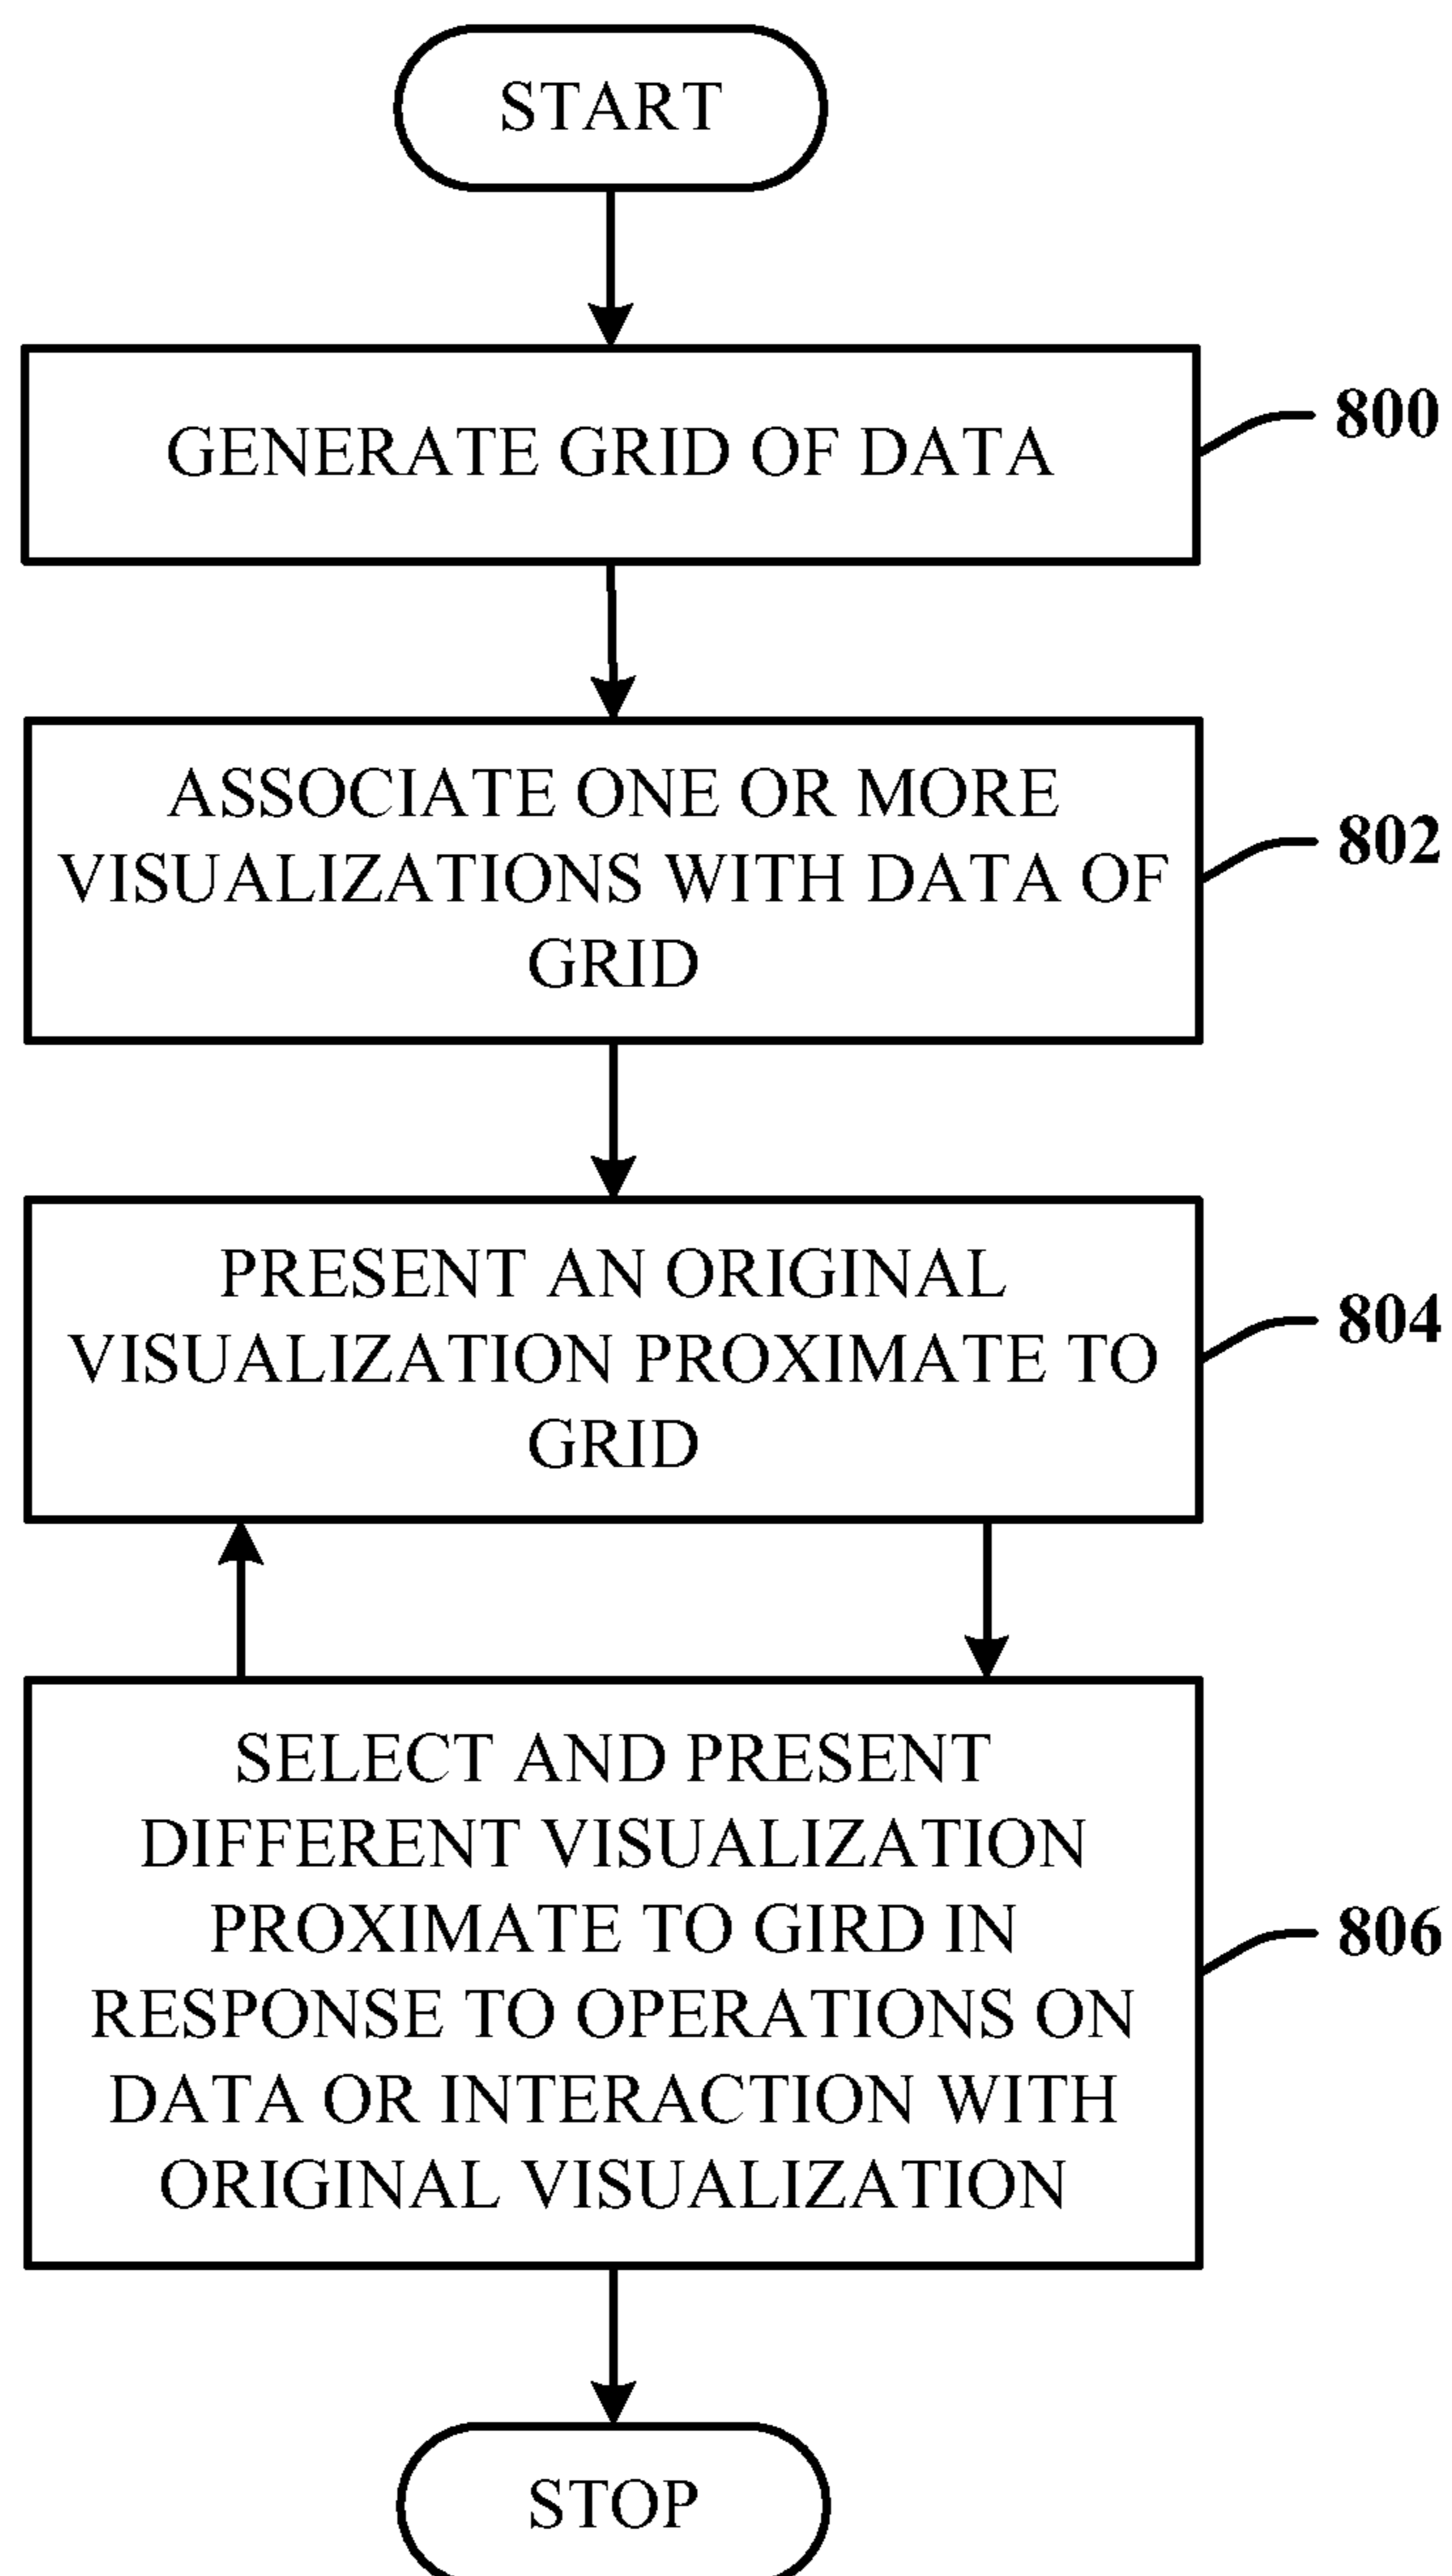 START
GENERATE GRID OF DATA
800
ASSOCIATE ONE OR MORE
VISUALIZATIONS WITH DATA OF
GRID
802
PRESENT AN ORIGINAL
VISUALIZATION PROXIMATE TO
GRID
804
SELECT AND PRESENT
DIFFERENT VISUALIZATION
PROXIMATE TO GIRD IN
RESPONSE TO OPERATIONS ON
DATA OR INTERACTION WITH
ORIGINAL VISUALIZATION
806
STOP